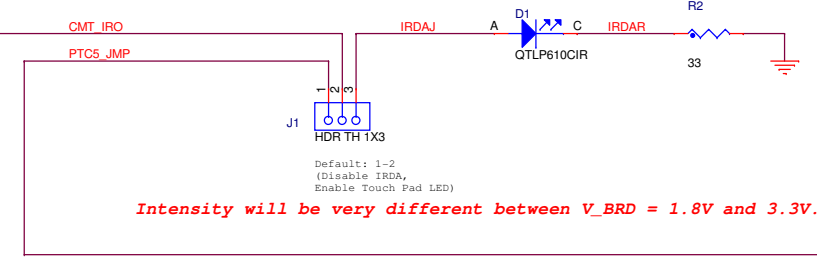 R2
D1
CMT_IRO
IRDAJ
A
C
IRDAR
PTC5_JMP
QTLP610CIR
33
1
2
3
J1
HDR TH 1X3
Default: 1-2
(Disable IRDA,
Enable Touch Pad LED)
Intensity will be very different between V_BRD = 1.8V and 3.3V.